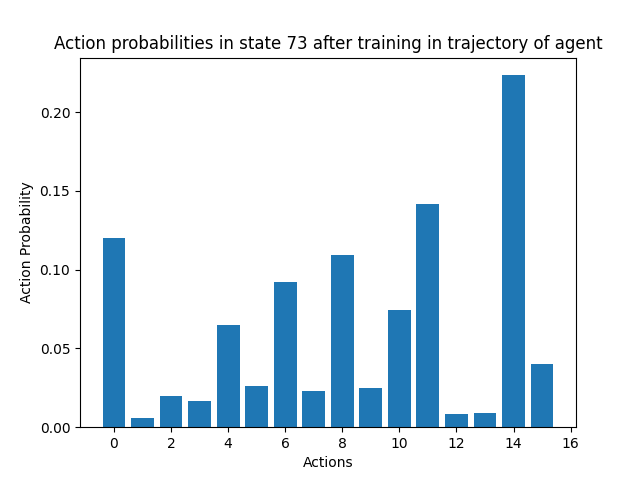 Action probabilities in state 73 after training in trajectory of agent
Action Probability
0.20
0.15
0.10
0.05
0.00
0 2 4 6 8 10 12 14 16
Actions